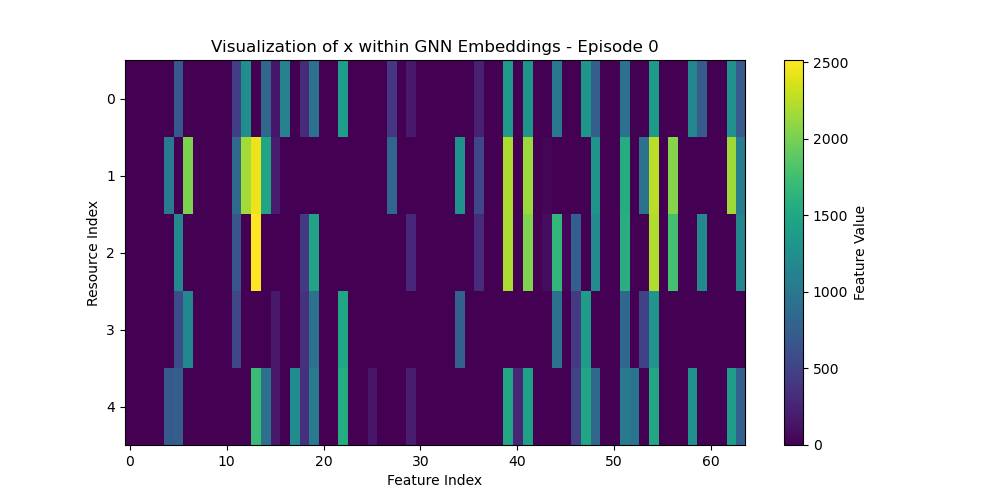 Visualization of x within GNN Embeddings - Episode 0
Resource Index
0
1
2
3
4
0 10 20 30 40 50 60
Feature Index
2500
2000
1500
1000
500
0
Feature Value